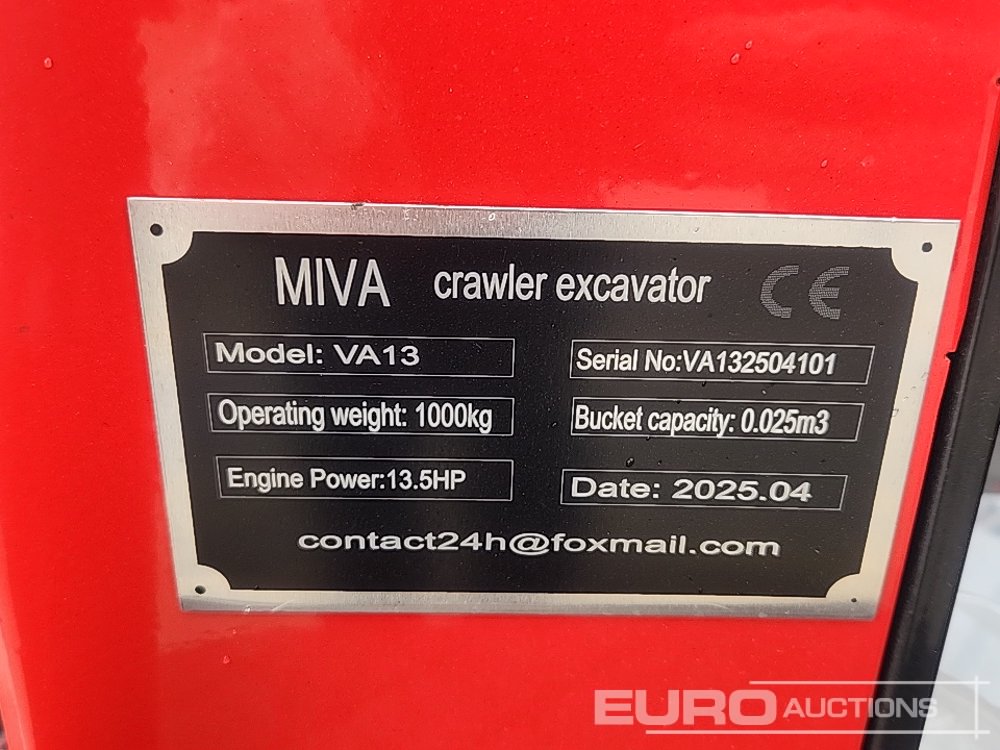 MIVA crawler excavator CE
Model: VA13
Serial No:VA132504101
Operating weight: 1000kg
Bucket capacity: 0.025m3
Engine Power:13.5HP
Date: 2025.04
contact24h@foxmail.com
EURO AUCTIONS